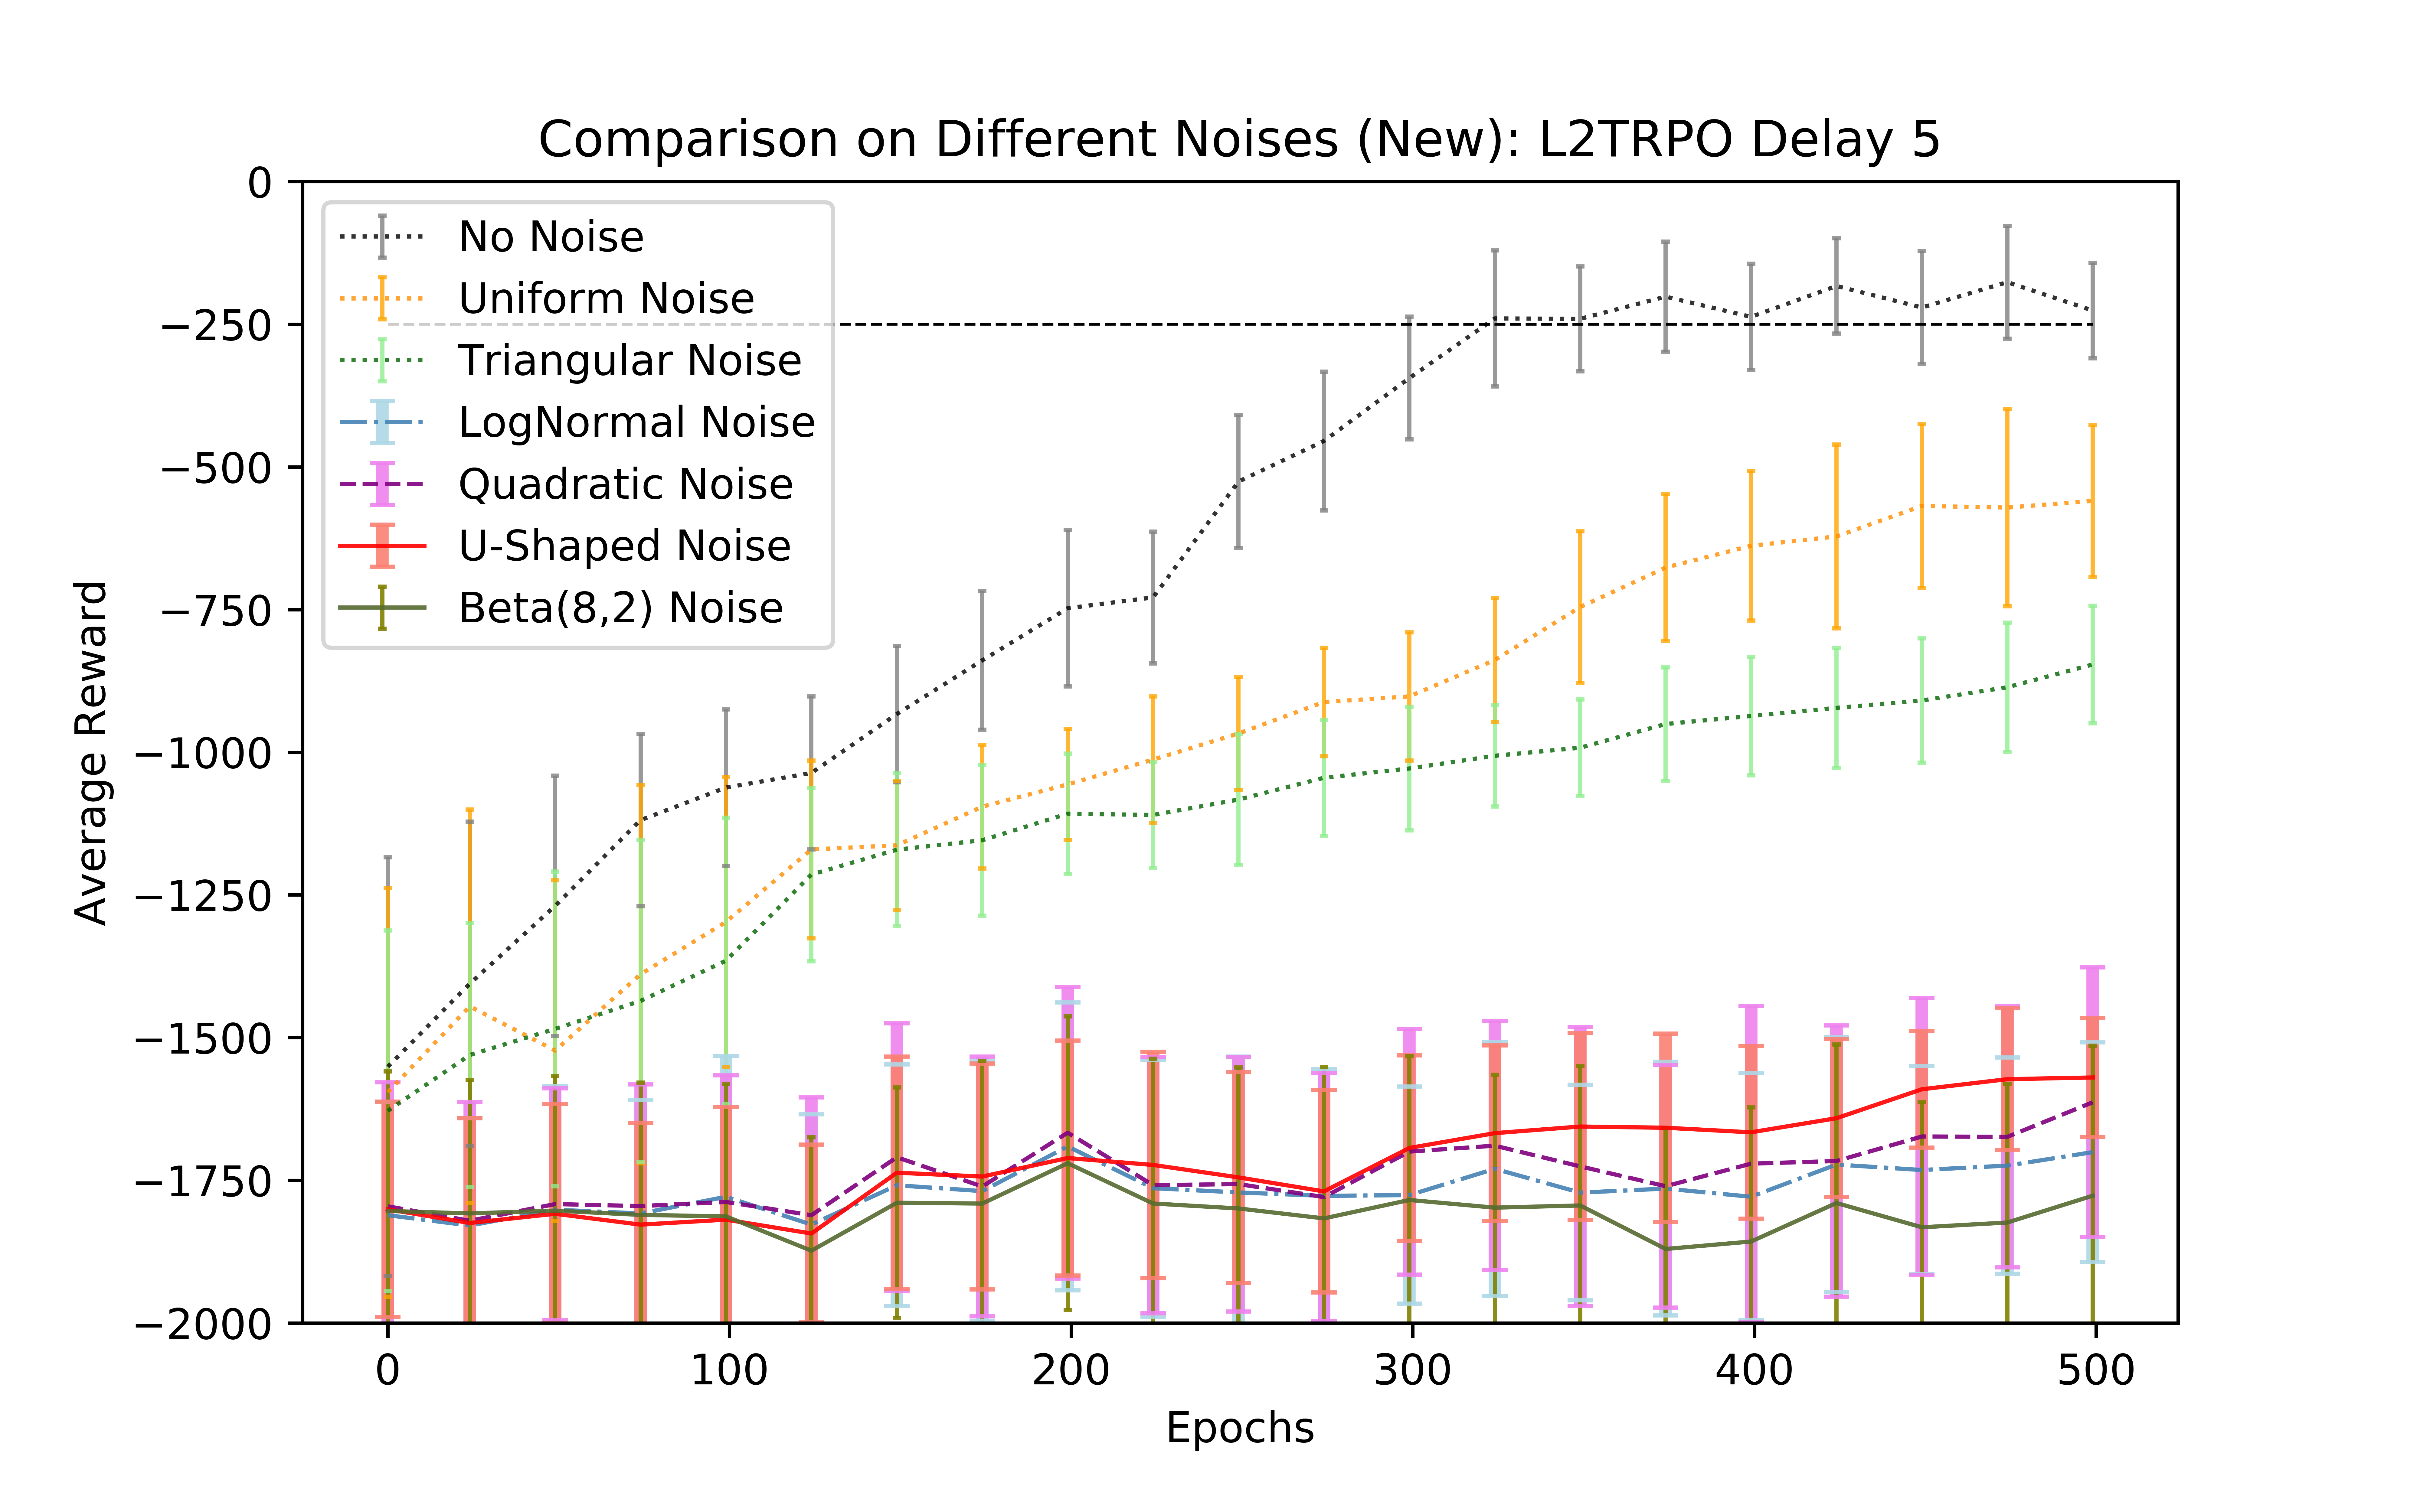 Comparison on Different Noises (New): L2TRPO Delay 5
0
−250
−500
−750
−1000
−1250
−1500
−1750
−2000
Average Reward
No Noise
Uniform Noise
Triangular Noise
LogNormal Noise
Quadratic Noise
U-Shaped Noise
Beta(8,2) Noise
0 100 200 300 400 500
Epochs